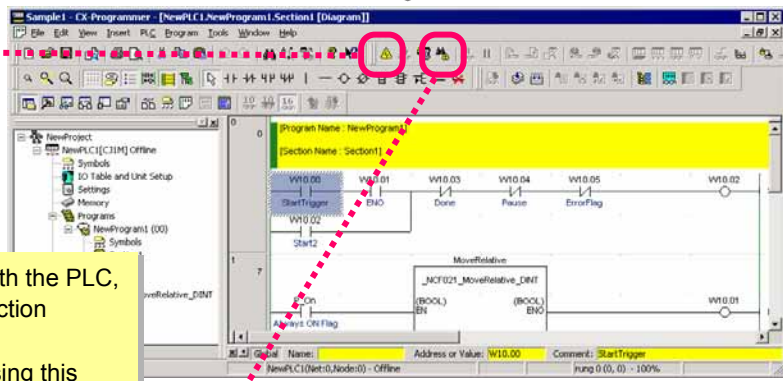 Sample1 - CX-Programmer - [NewPLC1.NewProgram1.Section1 [Diagram]]
File Edit View Insert PLC Program Tools Window Help
[Program Name : NewProgram1]
[Section Name : Section1]
NewProject
NewPLC1[CJ1M] Offline
Symbols
IO Table and Unit Setup
Settings
Memory
Programs
NewProgram1 (00)
Symbols
veRelative_DINT
0
0
W10.00
W10.01
W10.03
W10.04
W10.05
W10.02
StartTrigger
ENO
Done
Pause
ErrorFlag
W10.02
Start2
1
7
MoveRelative
_NCF021_MoveRelative_DINT
P_On
(BOOL)
(BOOL)
W10.01
EN
ENO
Always ON Flag
th the PLC,
ction
sing this
Global Name: Address or Value: W10.00 Comment: StartTrigger
NewPLC1(Net:0,Node:0) - Offline
rung 0 (0, 0) - 100%